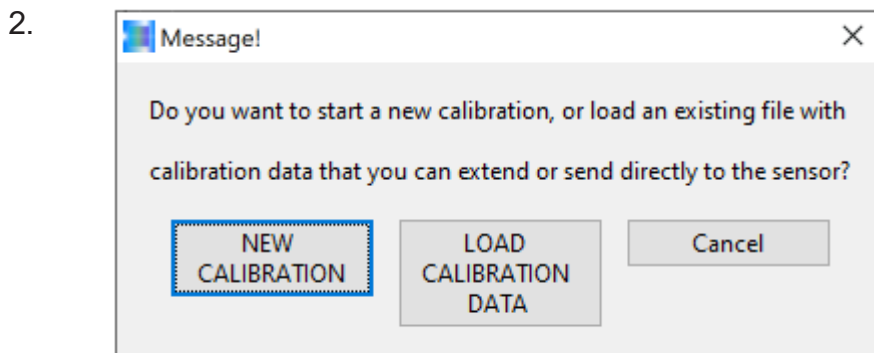 2.
Message!
Do you want to start a new calibration, or load an existing file with
calibration data that you can extend or send directly to the sensor?
NEW
CALIBRATION
LOAD
CALIBRATION
DATA
Cancel